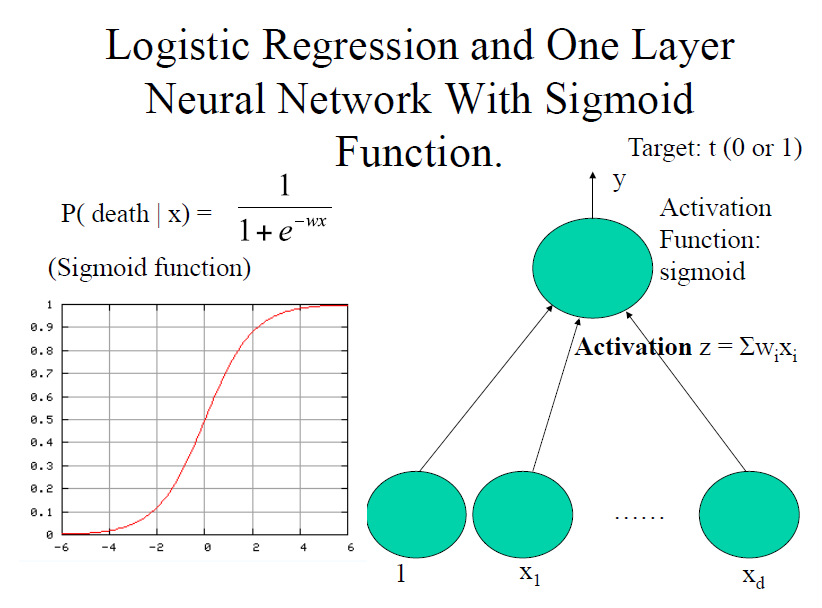 Logistic Regression and One Layer
Neural Network With Sigmoid
Function.
Target: t (0 or 1)
P( death | x) = 1 / 1 + e^{-wx}
(Sigmoid function)
y
Activation
Function:
sigmoid
Activation z = Σw_ix_i
1
0.9
0.8
0.7
0.6
0.5
0.4
0.3
0.2
0.1
0
-6 -4 -2 0 2 4 6
......
1 x_1 x_d